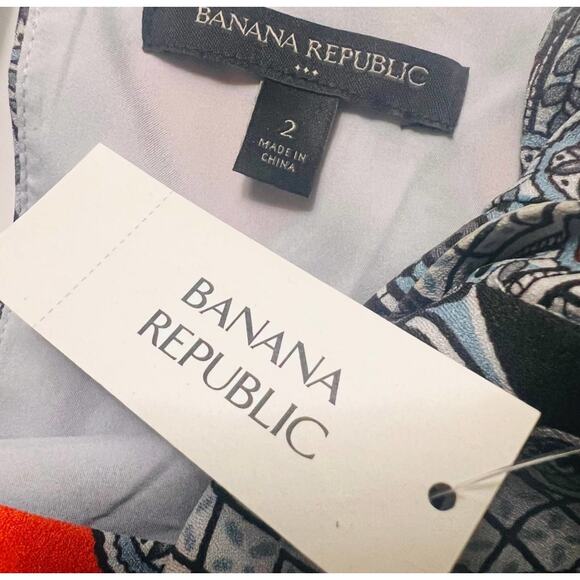 BANANA REPUBLIC
2
MADE IN
CHINA
BANANA
REPUBLIC